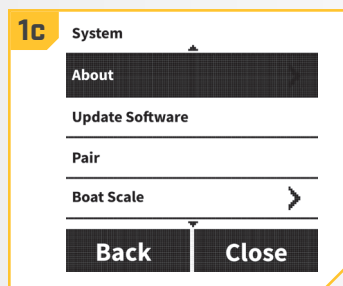 1c
System
About
Update Software
Pair
Boat Scale
Back Close